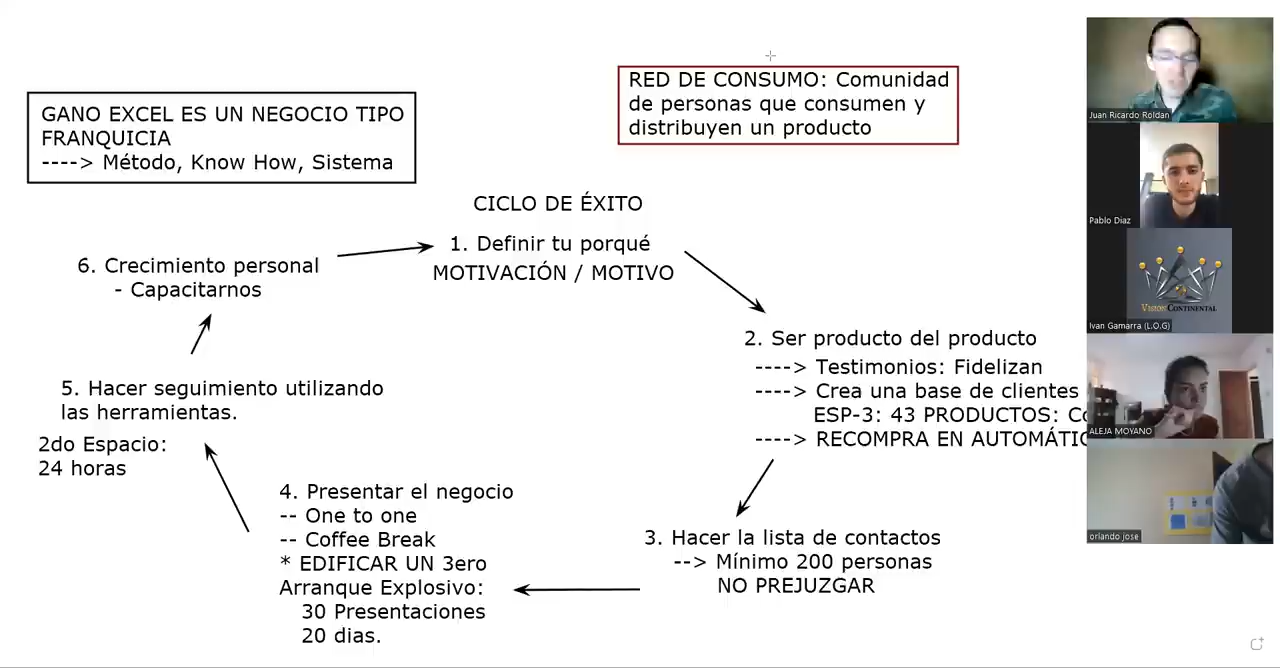 GANO EXCEL ES UN NEGOCIO TIPO
FRANQUICIA
----> Método, Know How, Sistema
RED DE CONSUMO: Comunidad
de personas que consumen y
distribuyen un producto
CICLO DE ÉXITO
1. Definir tu porqué
MOTIVACIÓN / MOTIVO
2. Ser producto del producto
----> Testimonios: Fidelizan
----> Crea una base de clientes
ESP-3: 43 PRODUCTOS:
----> RECOMPRA EN
3. Hacer la lista de contactos
--> Mínimo 200 personas
NO PREJUZGAR
4. Presentar el negocio
-- One to one
-- Coffee Break
* EDIFICAR UN 3ero
Arranque Explosivo:
30 Presentaciones
20 dias.
5. Hacer seguimiento utilizando
las herramientas.
2do Espacio:
24 horas
6. Crecimiento personal
- Capacitarnos
Juan Ricardo Roldan
Pablo Diaz
VISION CONTINENTAL
Ivan Gamarra (L.O.G)
ALEJA MOYANO
orlando jose